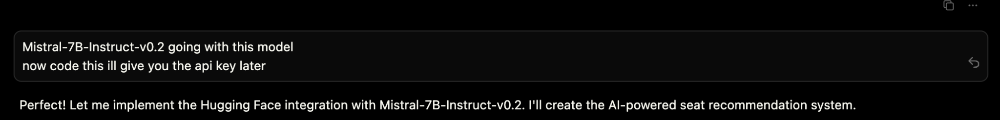 Mistral-7B-Instruct-v0.2 going with this model
now code this ill give you the api key later
Perfect! Let me implement the Hugging Face integration with Mistral-7B-Instruct-v0.2. I'll create the AI-powered seat recommendation system.